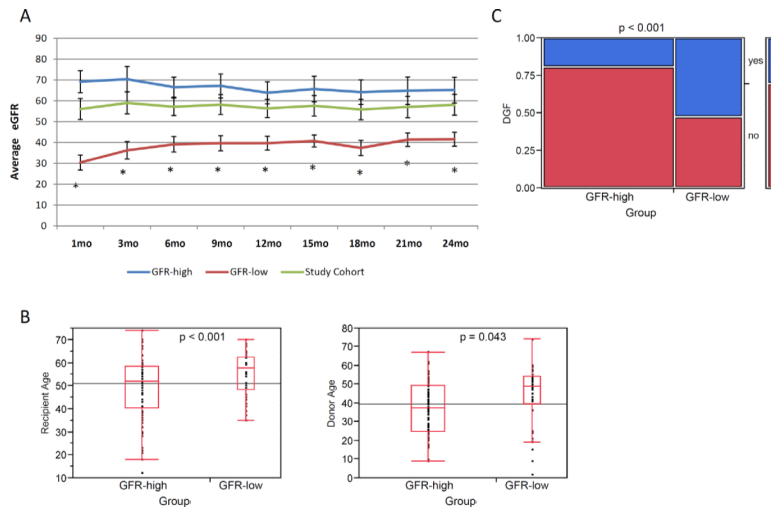 A
Average eGFR
90
80
70
60
50
40
30
20
10
0
* * * * * * * * *
1mo 3mo 6mo 9mo 12mo 15mo 18mo 21mo 24mo
GFR-high GFR-low Study Cohort
C
p < 0.001
DGF
1.00
0.75
0.50
0.25
0.00
yes
no
GFR-high GFR-low
Group
B
p < 0.001
Recipient Age
70
60
50
40
30
20
10
GFR-high GFR-low
Group
p = 0.043
Donor Age
80
70
60
50
40
30
20
10
0
GFR-high GFR-low
Group